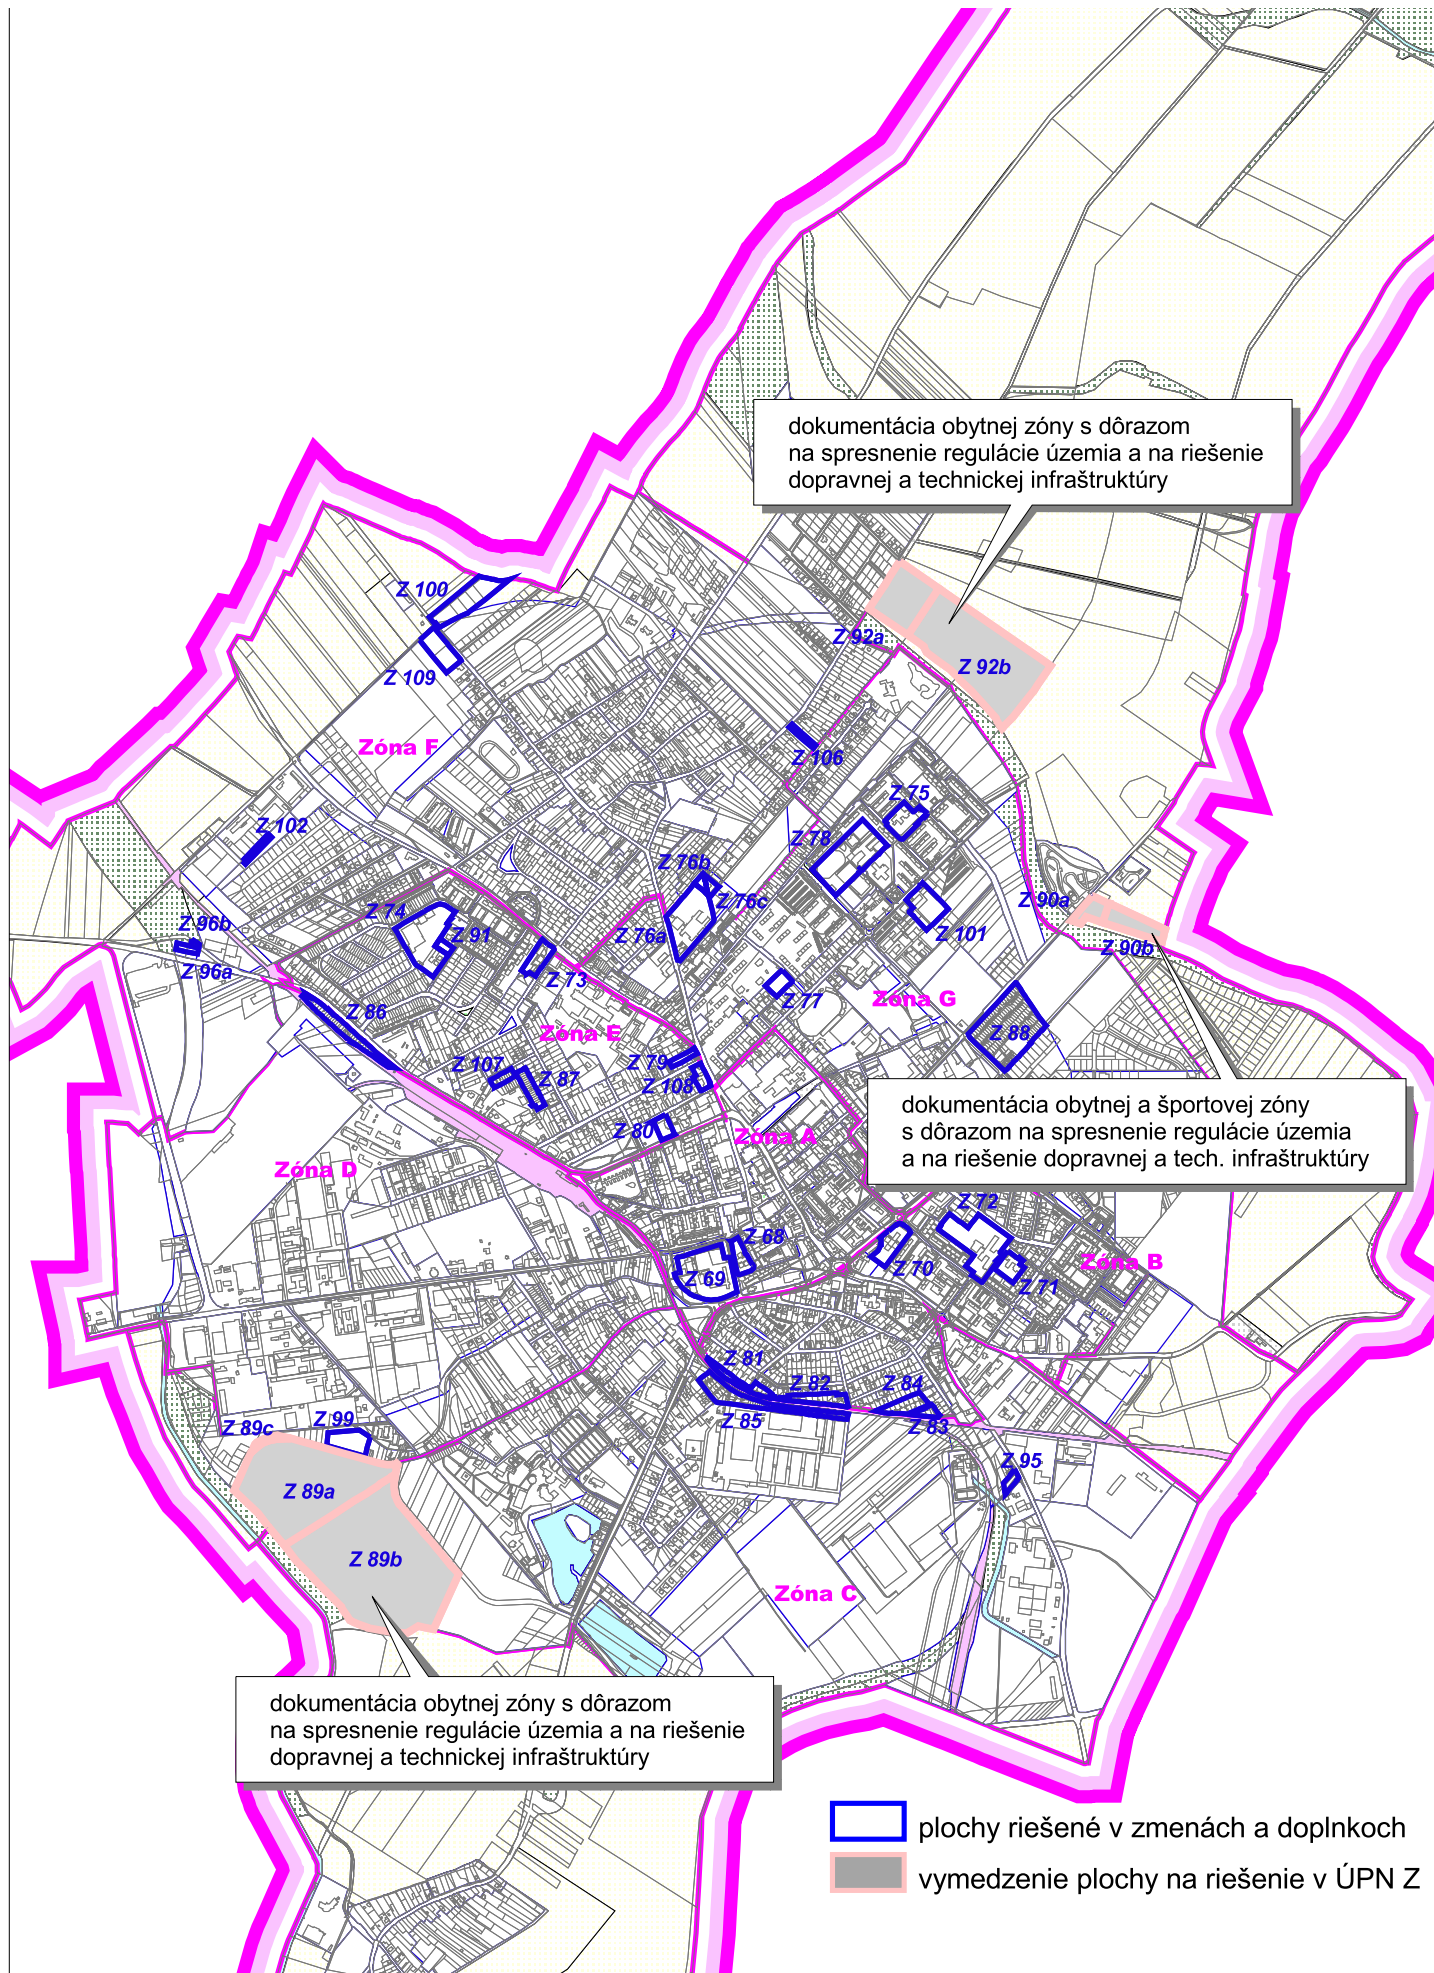 dokumentácia obytnej zóny s dôrazom
na spresnenie regulácie územia a na riešenie
dopravnej a technickej infraštruktúry
Z 100
Z 92a
Z 92b
Z 109
Zóna F
Z 106
Z 75
Z 102
Z 78
Z 76b
Z 76c
Z 90a
Z 74
Z 96b
Z 91
Z 76a
Z 101
Z 90b
Z 96a
Z 73
Z 77
Zóna G
Z 86
Zóna E
Z 88
Z 79
Z 107
Z 87
Z 108
dokumentácia obytnej a športovej zóny
s dôrazom na spresnenie regulácie územia
a na riešenie dopravnej a tech. infraštruktúry
Z 80
Zóna A
Zóna D
Z 72
Z 68
Zóna B
Z 70
Z 69
Z 71
Z 81
Z 82
Z 84
Z 99
Z 89c
Z 85
Z 83
Z 95
Z 89a
Z 89b
Zóna C
dokumentácia obytnej zóny s dôrazom
na spresnenie regulácie územia a na riešenie
dopravnej a technickej infraštruktúry
plochy riešené v zmenách a doplnkoch
vymedzenie plochy na riešenie v ÚPN Z